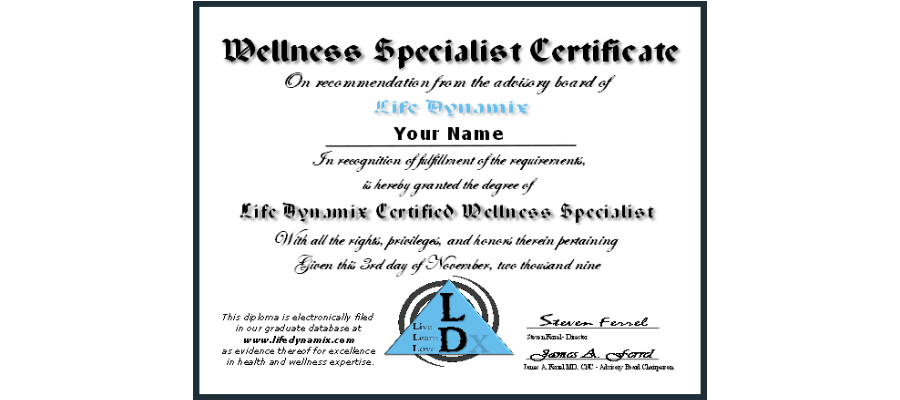 Wellness Specialist Certificate
On recommendation from the advisory board of
Life Dynamix
Your Name
In recognition of fulfillment of the requirements,
is hereby granted the degree of
Life Dynamix Certified Wellness Specialist
With all the rights, privileges, and honors therein pertaining
Given this 3rd day of November, two thousand nine
This diploma is electronically filed
in our graduate database at
www.lifedynamix.com
as evidence thereof for excellence
in health and wellness expertise.
L
Live
Learn
Love
Dx
Steven Ferrel
Steven Ferrel - Director
James A. Ferrel
James A. Ferrel MD, CNC - Advisory Board Chairperson